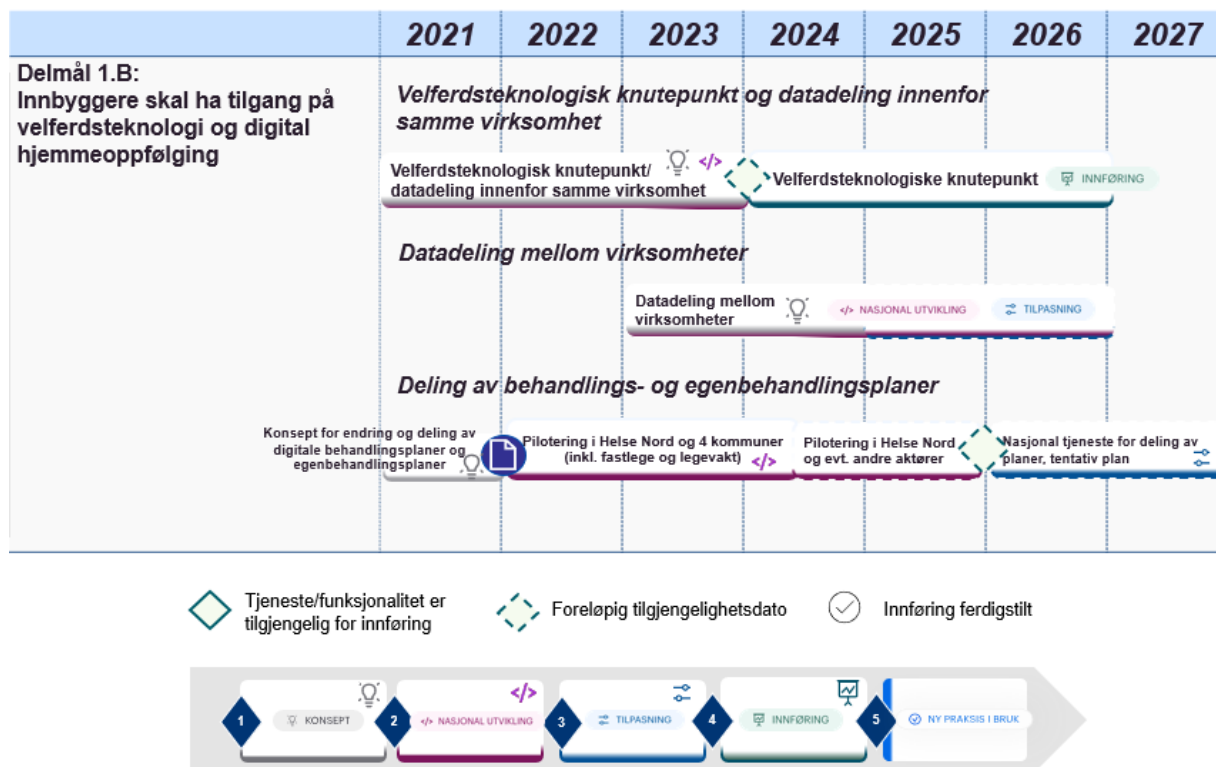 2021 2022 2023 2024 2025 2026 2027
Delmål 1.B:
Innbyggere skal ha tilgang på
velferdsteknologi og digital
hjemmeoppfølging
Velferdsteknologisk knutepunkt og datadeling innenfor
samme virksomhet
</>
Velferdsteknologisk knutepunkt/
datadeling innenfor samme virksomhet
Velferdsteknologiske knutepunkt
INNFØRING
Datadeling mellom virksomheter
Datadeling mellom
virksomheter
</> NASJONAL UTVIKLING
TILPASNING
Deling av behandlings- og egenbehandlingsplaner
Konsept for endring og deling av
digitale behandlingsplaner og
egenbehandlingsplaner
Pilotering i Helse Nord og 4 kommuner
(inkl. fastlege og legevakt) </>
Pilotering i Helse Nord
og evt. andre aktører
Nasjonal tjeneste for deling av
planer, tentativ plan
Tjeneste/funksjonalitet er
tilgjengelig for innføring
Foreløpig tilgjengelighetsdato
Innføring ferdigstilt
1 KONSEPT
</>
2 </> NASJONAL UTVIKLING
3 TILPASNING
4 INNFØRING
5 NY PRAKSIS I BRUK